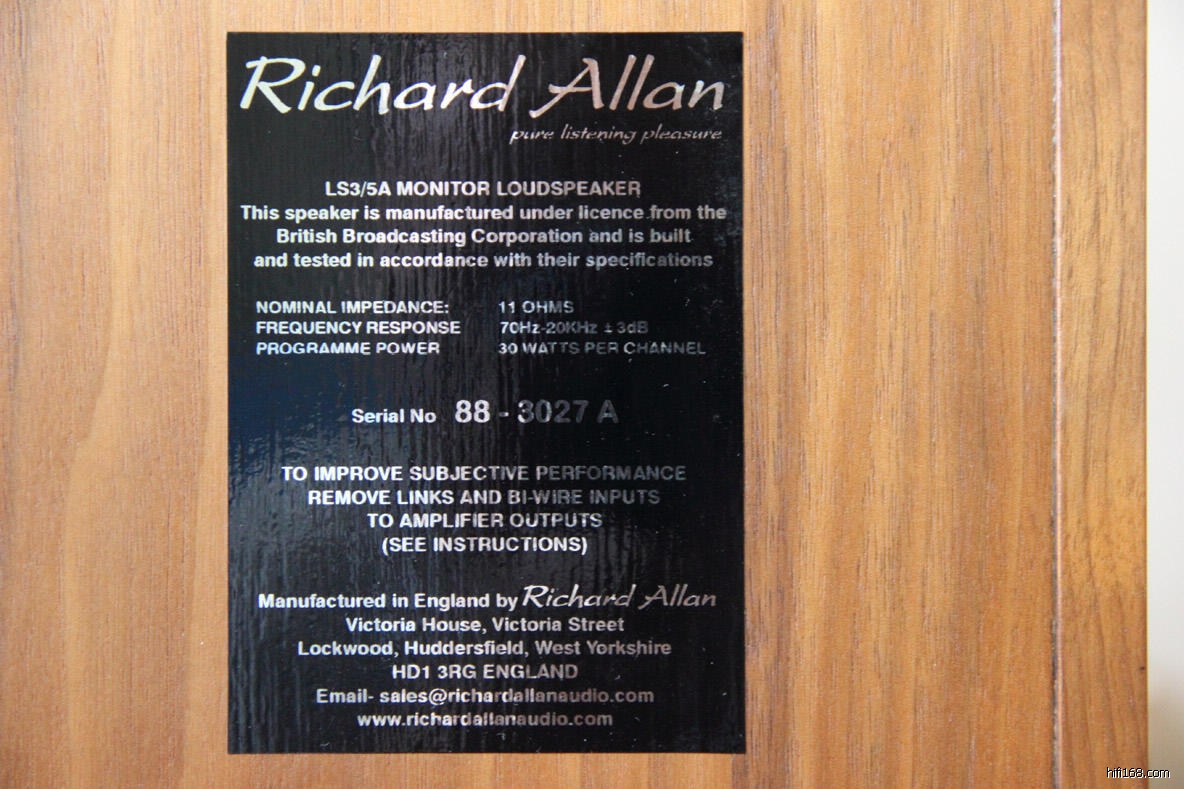 Richard Allan
pure listening pleasure
LS3/5A MONITOR LOUDSPEAKER
This speaker is manufactured under licence from the
British Broadcasting Corporation and is built
and tested in accordance with their specifications
NOMINAL IMPEDANCE: 11 OHMS
FREQUENCY RESPONSE 70Hz-20KHz ± 3dB
PROGRAMME POWER 30 WATTS PER CHANNEL
Serial No 88 - 3027 A
TO IMPROVE SUBJECTIVE PERFORMANCE
REMOVE LINKS AND BI-WIRE INPUTS
TO AMPLIFIER OUTPUTS
(SEE INSTRUCTIONS)
Manufactured in England by Richard Allan
Victoria House, Victoria Street
Lockwood, Huddersfield, West Yorkshire
HD1 3RG ENGLAND
Email- sales@richardallanaudio.com
www.richardallanaudio.com
hifi168.com